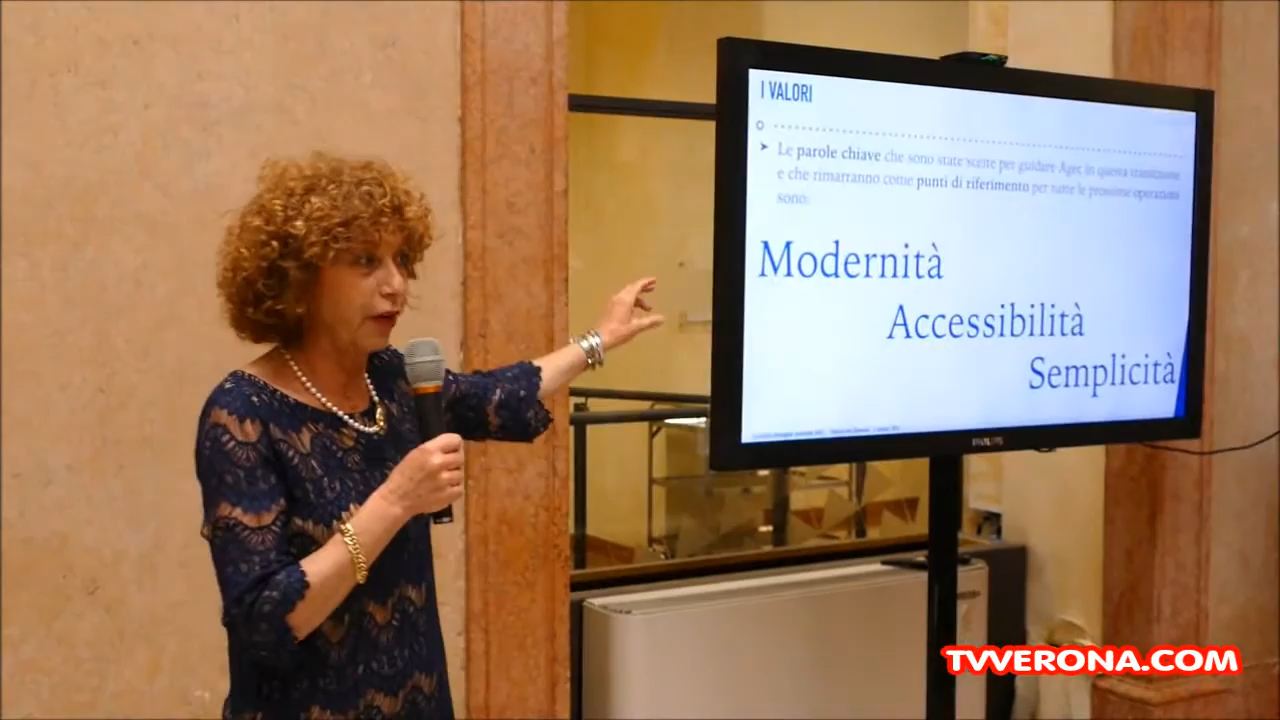 I VALORI
Le parole chiave che sono state scelte per guidare Agec in questa transizione
e che rimarranno come punti di riferimento per tutte le prossime operazioni
sono:
Modernità
Accessibilità
Semplicità
PHILIPS
TVVERONA.COM